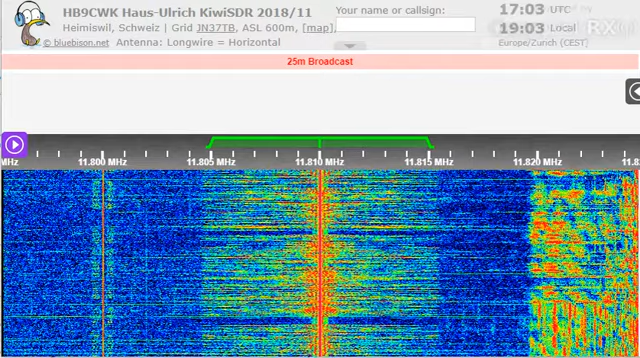 HB9CWK Haus-Ulrich KiwiSDR 2018/11
Heimiswil, Schweiz | Grid JN37TB, ASL 600m, [map]
© bluebison.net Antenna: Longwire = Horizontal
Your name or callsign:
17:03 UTC
19:03 Local
Europe/Zurich (CEST)
25m Broadcast
MHz 11.800 MHz 11.805 MHz 11.810 MHz 11.815 MHz 11.820 MHz 11.8